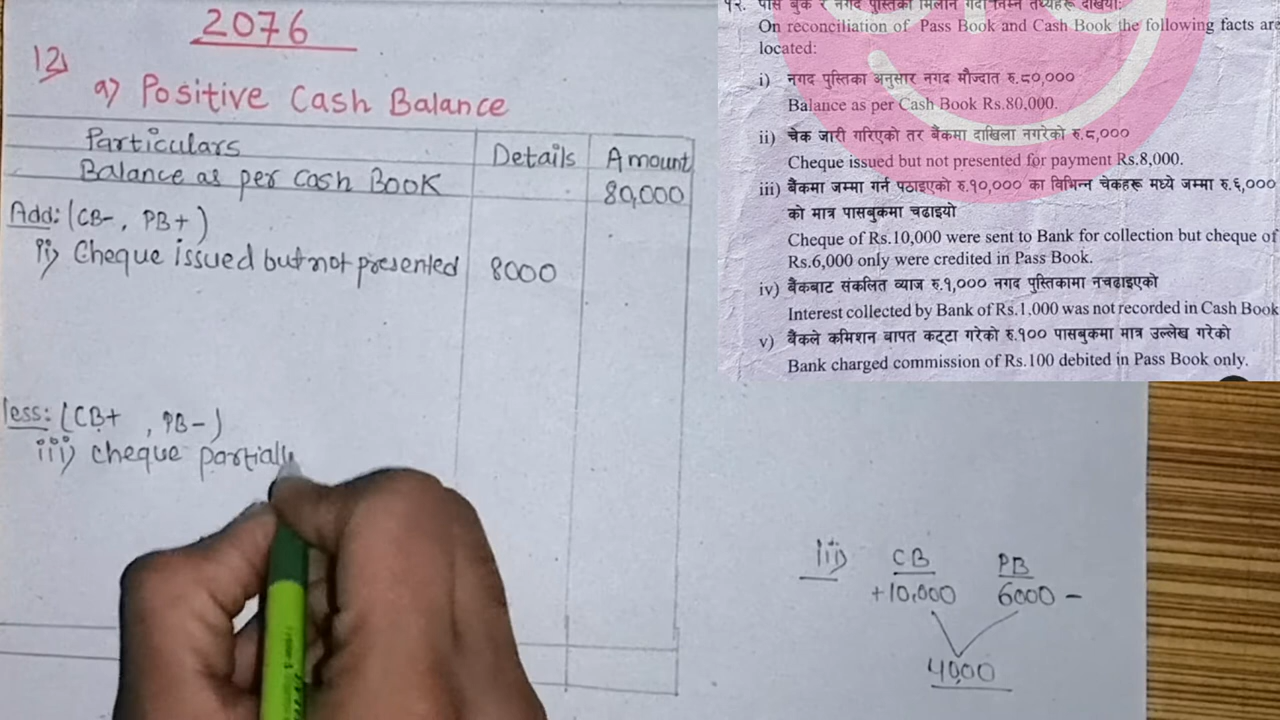 2076
12)
a) Positive Cash Balance
Particulars Details Amount
Balance as per Cash Book 80,000
Add: (CB-, PB+)
ii) Cheque issued but not presented 8000
less: (CB+, PB-)
iii) cheque partially
iii) CB PB
+10,000 6000 -
4000
१२. पास बुक र नगद पुस्तिका मिलान गर्दा निम्न तथ्यहरू देखियो:
On reconciliation of Pass Book and Cash Book the following facts are
located:
i) नगद पुस्तिका अनुसार नगद मौज्दात रु.८०,०००
Balance as per Cash Book Rs.80,000.
ii) चेक जारी गरिएको तर बैंकमा दाखिला नगरेको रु.८,०००
Cheque issued but not presented for payment Rs.8,000.
iii) बैंकमा जम्मा गर्न पठाइएको रु.१०,००० का विभिन्न चेकहरू मध्ये जम्मा रु.६,०००
को मात्र पासबुकमा चढाइयो
Cheque of Rs.10,000 were sent to Bank for collection but cheque of
Rs.6,000 only were credited in Pass Book.
iv) बैंकबाट संकलित ब्याज रु.१,००० नगद पुस्तिकामा नचढाइएको
Interest collected by Bank of Rs.1,000 was not recorded in Cash Book
v) बैंकले कमिशन बापत कट्टा गरेको रु.१०० पासबुकमा मात्र उल्लेख गरेको
Bank charged commission of Rs.100 debited in Pass Book only.